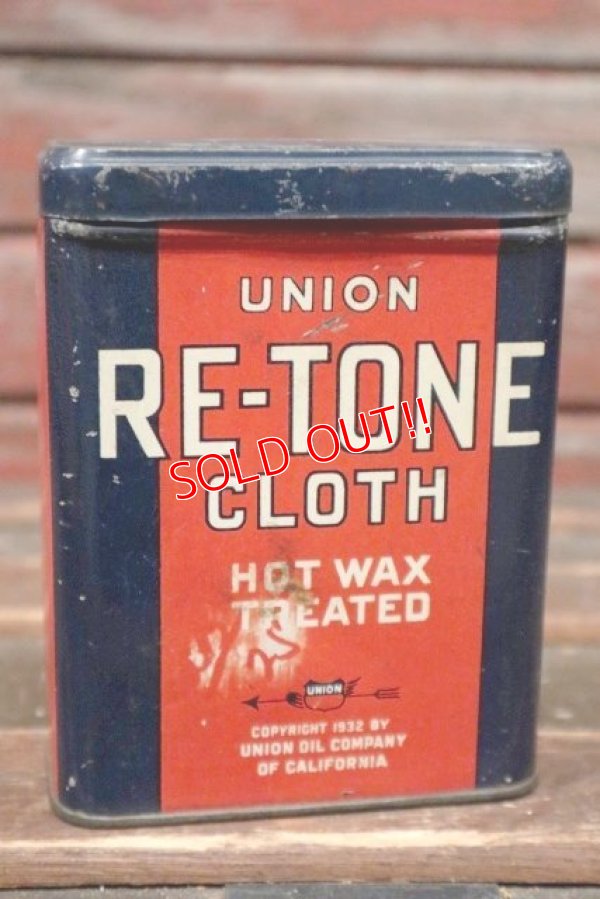 UNION
RE-TONE
SOLD OUT!!
CLOTH
HOT WAX
TREATED
UNION
COPYRIGHT 1932 BY
UNION OIL COMPANY
OF CALIFORNIA